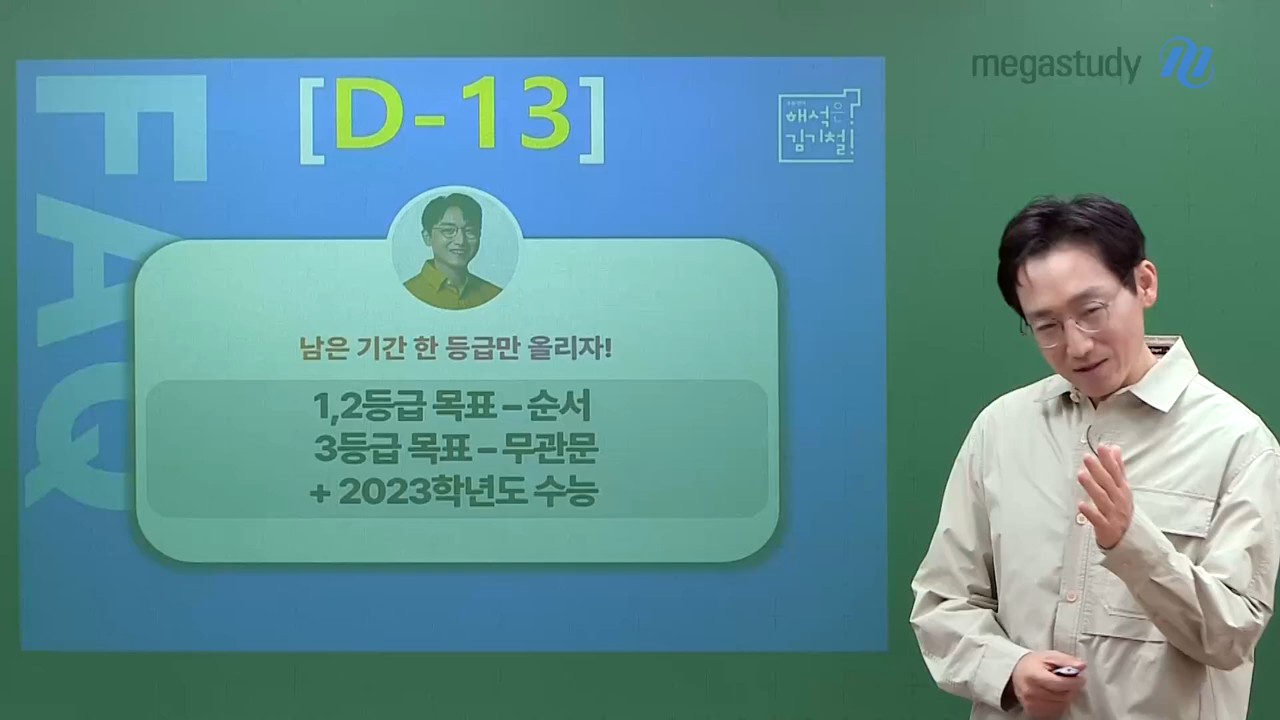 megastudy
FAQ
[D-13]
해석은!
김기철!
남은 기간 한 등급만 올리자!
1,2등급 목표 – 순서
3등급 목표 – 무관문
+ 2023학년도 수능